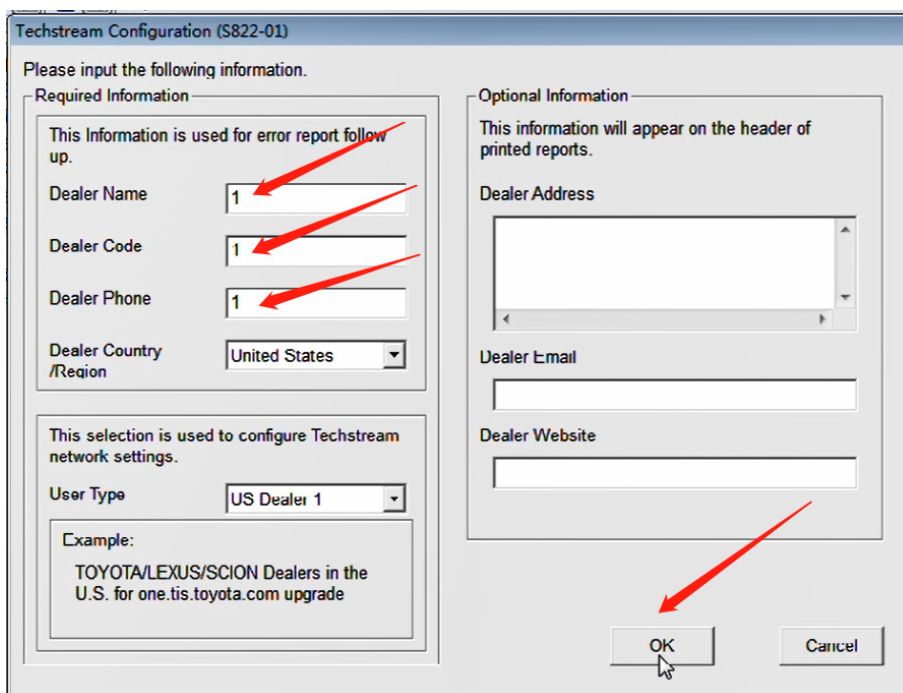 Techstream Configuration (S822-01)
Please input the following information.
Required Information
This Information is used for error report follow
up.
Dealer Name
1
Dealer Code
1
Dealer Phone
1
Dealer Country
/Region
United States
This selection is used to configure Techstream
network settings.
User Type
US Dealer 1
Example:
TOYOTA/LEXUS/SCION Dealers in the
U.S. for one.tis.toyota.com upgrade
Optional Information
This information will appear on the header of
printed reports.
Dealer Address
Dealer Email
Dealer Website
OK
Cancel